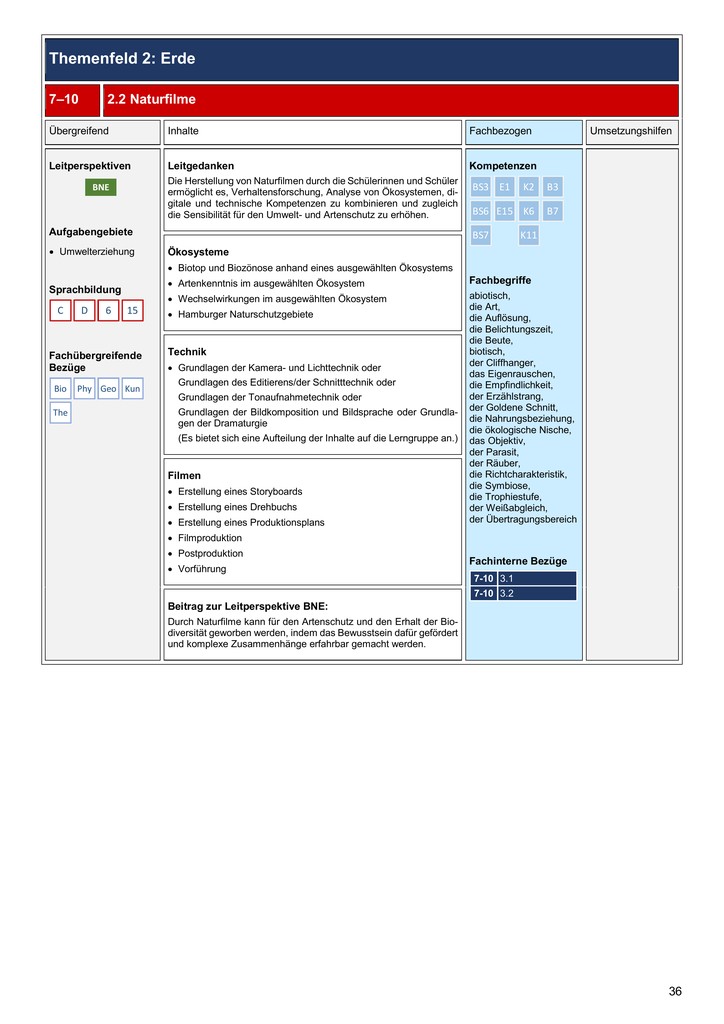 Themenfeld 2: Erde
7–10 2.2 Naturfilme
Übergreifend Inhalte Fachbezogen Umsetzungshilfen
Leitperspektiven
BNE
Aufgabengebiete
• Umwelterziehung
Sprachbildung
C D 6 15
Fachübergreifende
Bezüge
Bio Phy Geo Kun
The
Leitgedanken
Die Herstellung von Naturfilmen durch die Schülerinnen und Schüler
ermöglicht es, Verhaltensforschung, Analyse von Ökosystemen, di-
gitale und technische Kompetenzen zu kombinieren und zugleich
die Sensibilität für den Umwelt- und Artenschutz zu erhöhen.
Ökosysteme
• Biotop und Biozönose anhand eines ausgewählten Ökosystems
• Artenkenntnis im ausgewählten Ökosystem
• Wechselwirkungen im ausgewählten Ökosystem
• Hamburger Naturschutzgebiete
Technik
• Grundlagen der Kamera- und Lichttechnik oder
Grundlagen des Editierens/der Schnitttechnik oder
Grundlagen der Tonaufnahmetechnik oder
Grundlagen der Bildkomposition und Bildsprache oder Grundla-
gen der Dramaturgie
(Es bietet sich eine Aufteilung der Inhalte auf die Lerngruppe an.)
Filmen
• Erstellung eines Storyboards
• Erstellung eines Drehbuchs
• Erstellung eines Produktionsplans
• Filmproduktion
• Postproduktion
• Vorführung
Beitrag zur Leitperspektive BNE:
Durch Naturfilme kann für den Artenschutz und den Erhalt der Bio-
diversität geworben werden, indem das Bewusstsein dafür gefördert
und komplexe Zusammenhänge erfahrbar gemacht werden.
Kompetenzen
BS3 E1 K2 B3
BS6 E15 K6 B7
BS7 K11
Fachbegriffe
abiotisch,
die Art,
die Auflösung,
die Belichtungszeit,
die Beute,
biotisch,
der Cliffhanger,
das Eigenrauschen,
die Empfindlichkeit,
der Erzählstrang,
der Goldene Schnitt,
die Nahrungsbeziehung,
die ökologische Nische,
das Objektiv,
der Parasit,
der Räuber,
die Richtcharakteristik,
die Symbiose,
die Trophiestufe,
der Weißabgleich,
der Übertragungsbereich
Fachinterne Bezüge
7-10 3.1
7-10 3.2
36